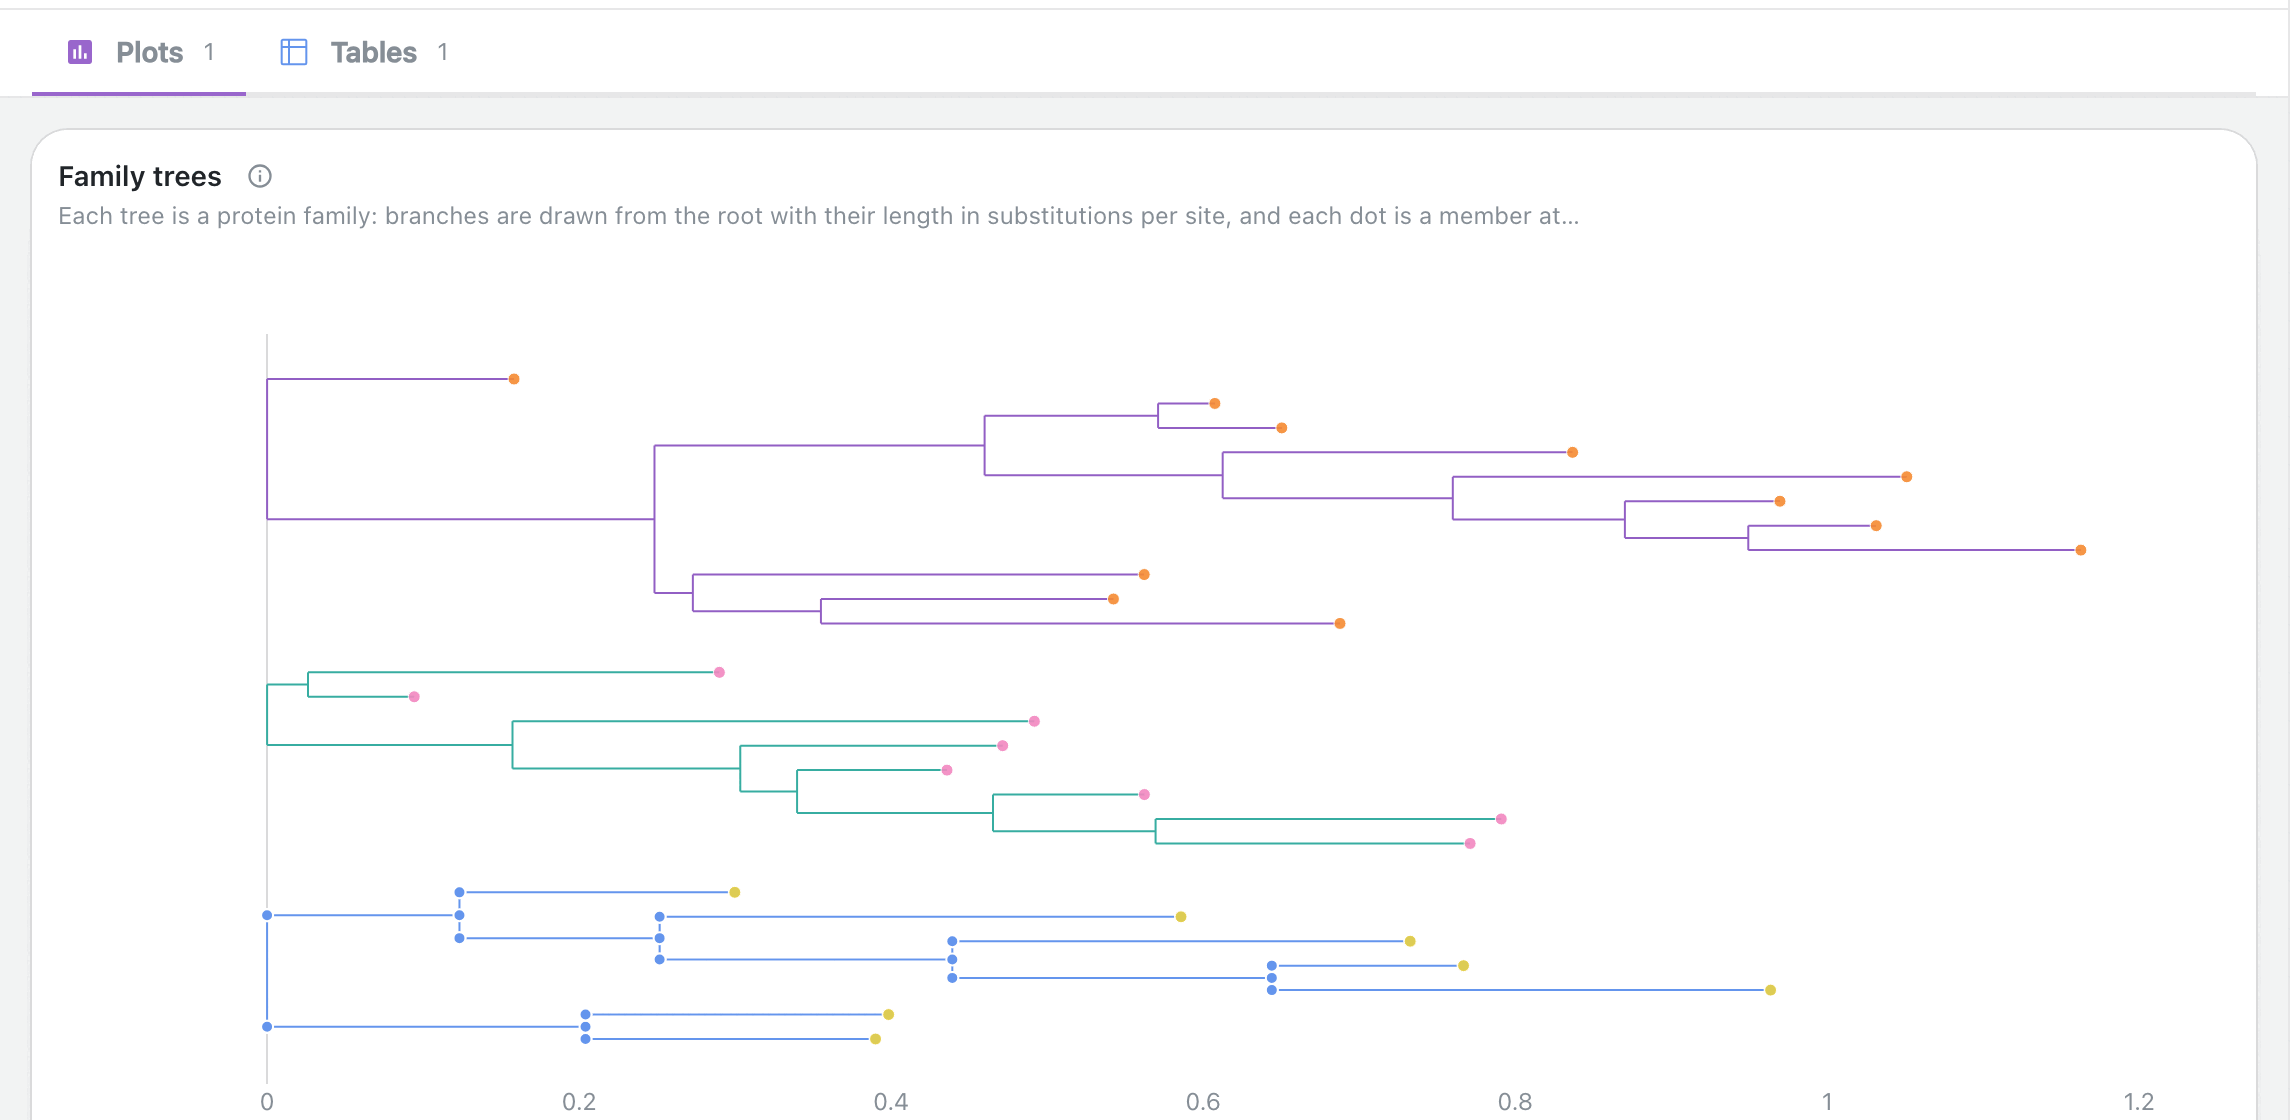 Plots 1 Tables 1
Family trees
Each tree is a protein family: branches are drawn from the root with their length in substitutions per site, and each dot is a member at...
0 0.2 0.4 0.6 0.8 1 1.2